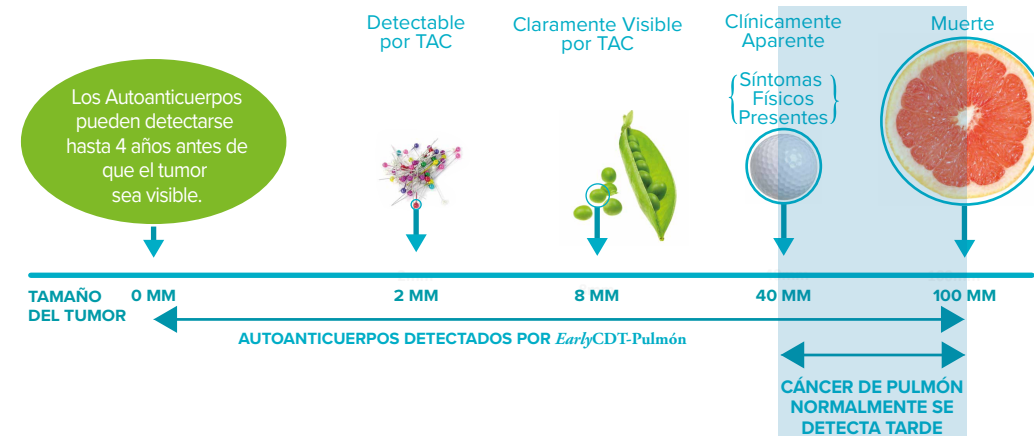 Los Autoanticuerpos
pueden detectarse
hasta 4 años antes de
que el tumor
sea visible.
Detectable
por TAC
Claramente Visible
por TAC
Clínicamente
Aparente
{Síntomas
Físicos
Presentes}
Muerte
TAMAÑO
DEL TUMOR
0 MM
2 MM
8 MM
40 MM
100 MM
AUTOANTICUERPOS DETECTADOS POR EarlyCDT-Pulmón
CÁNCER DE PULMÓN
NORMALMENTE SE
DETECTA TARDE